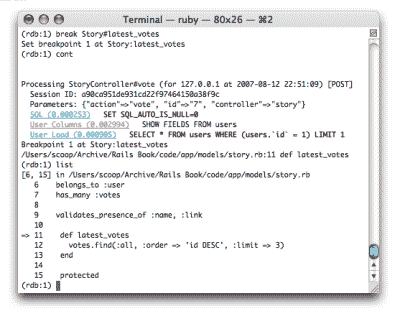 Terminal — ruby — 80x26 — ⌘2
(rdb:1) break Story#latest_votes
Set breakpoint 1 at Story:latest_votes
(rdb:1) cont
Processing StoryController#vote (for 127.0.0.1 at 2007-08-12 22:51:09) [POST]
Session ID: a90ca951de931cd22f97464150a38f9c
Parameters: {"action"=>"vote", "id"=>"7", "controller"=>"story"}
SQL (0.000253) SET SQL_AUTO_IS_NULL=0
User Columns (0.002994) SHOW FIELDS FROM users
User Load (0.000905) SELECT * FROM users WHERE (users.`id` = 1) LIMIT 1
Breakpoint 1 at Story:latest_votes
/Users/scoop/Archive/Rails Book/code/app/models/story.rb:11 def latest_votes
(rdb:1) list
[6, 15] in /Users/scoop/Archive/Rails Book/code/app/models/story.rb
6 belongs_to :user
7 has_many :votes
8
9 validates_presence_of :name, :link
10
=> 11 def latest_votes
12 votes.find(:all, :order => 'id DESC', :limit => 3)
13 end
14
15 protected
(rdb:1)